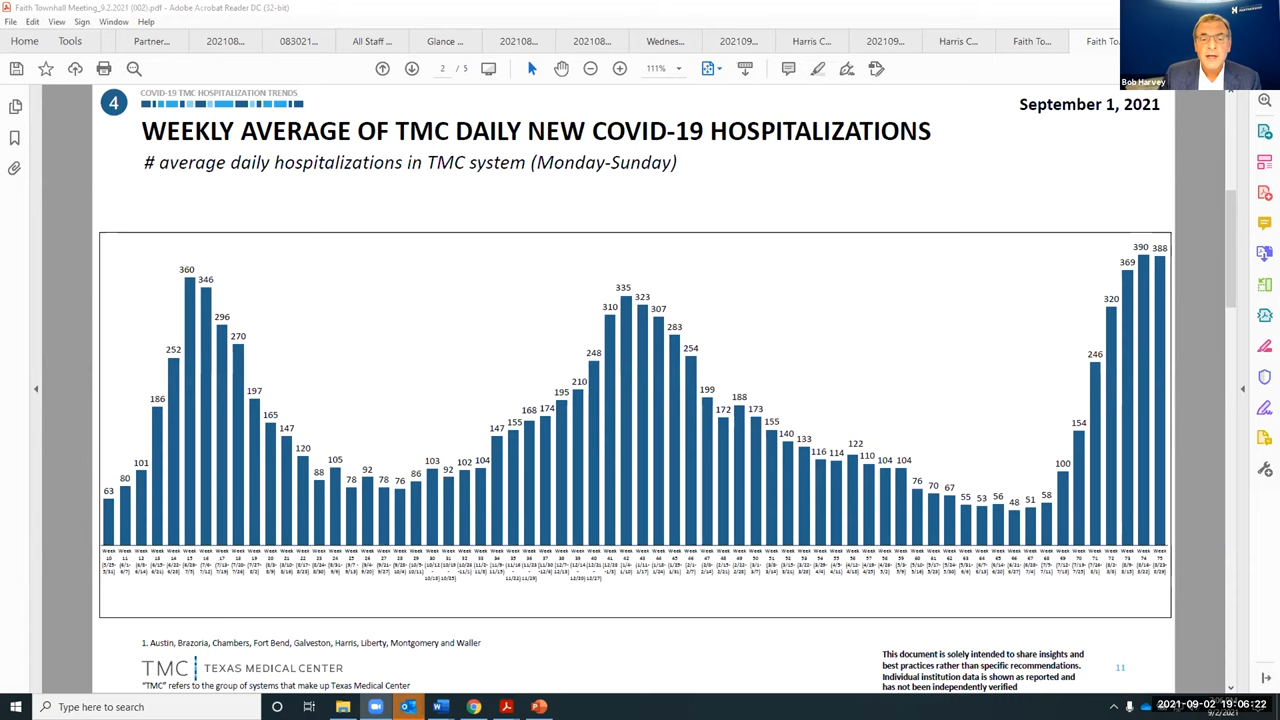 Faith Townhall Meeting_9.2.2021 (002).pdf - Adobe Acrobat Reader DC (32-bit)
File Edit View Sign Window Help
Home Tools Partner... 202108... 083021... All Staff ... Glance ... 202108... 202108... Wednes... 202109... Harris C... 202109... Harris C... Faith To... Faith To...
2 / 5 111%
Bob Harvey
4 COVID-19 TMC HOSPITALIZATION TRENDS
September 1, 2021
WEEKLY AVERAGE OF TMC DAILY NEW COVID-19 HOSPITALIZATIONS
# average daily hospitalizations in TMC system (Monday-Sunday)
63 80 101 186 252 360 346 296 270 197 165 147 120 88 105 78 92 78 76 86 103 92 102 104 147 155 168 174 195 210 248 310 335 323 307 283 254 199 172 188 173 155 140 133 116 114 122 110 104 104 76 70 67 55 53 56 48 51 58 100 154 246 320 369 390 388
1. Austin, Brazoria, Chambers, Fort Bend, Galveston, Harris, Liberty, Montgomery and Waller
TMC TEXAS MEDICAL CENTER
"TMC" refers to the group of systems that make up Texas Medical Center
This document is solely intended to share insights and
best practices rather than specific recommendations.
Individual institution data is shown as reported and
has not been independently verified
11
Type here to search
2021-09-02 19:06:22
9/2/2021